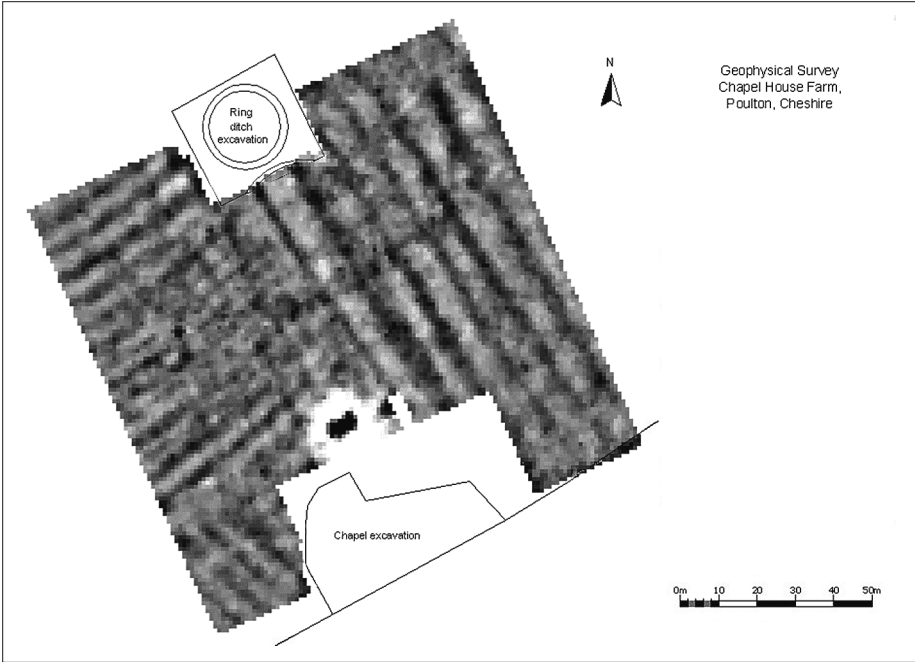 Geophysical Survey
Chapel House Farm,
Poulton, Cheshire
N
Ring
ditch
excavation
Chapel excavation
0m 10 20 30 40 50m